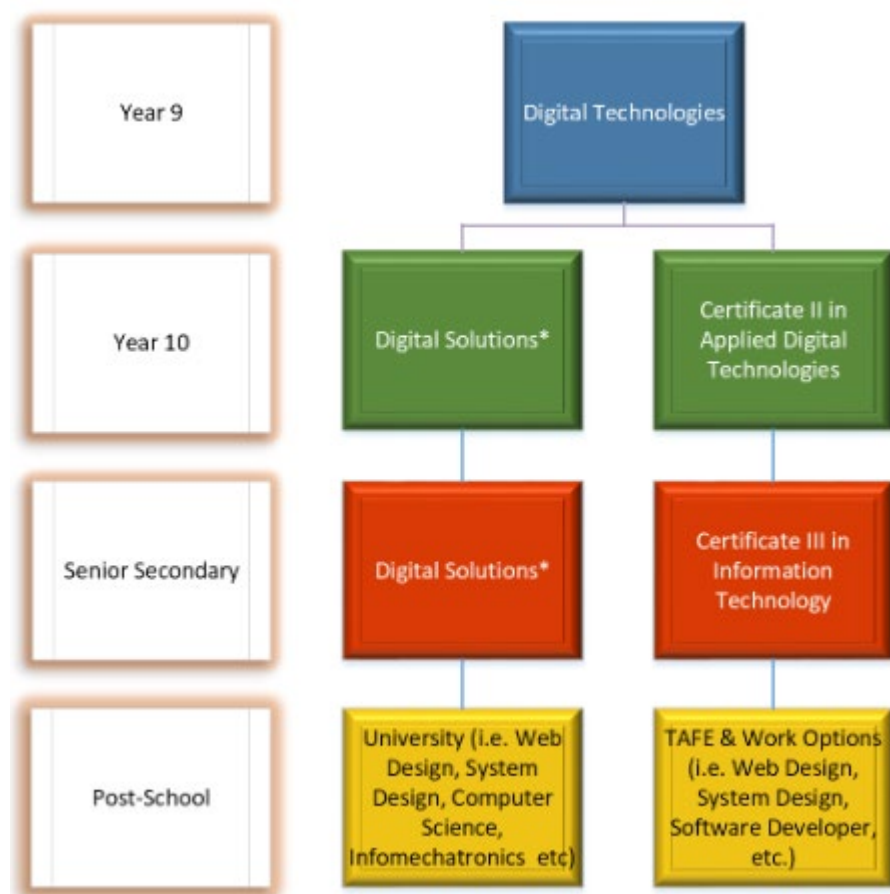 Year 9
Digital Technologies
Year 10
Digital Solutions*
Certificate II in
Applied Digital
Technologies
Senior Secondary
Digital Solutions*
Certificate III in
Information
Technology
Post-School
University (i.e. Web
Design, System
Design, Computer
Science,
Infomechatronics etc)
TAFE & Work Options
(i.e. Web Design,
System Design,
Software Developer,
etc.)